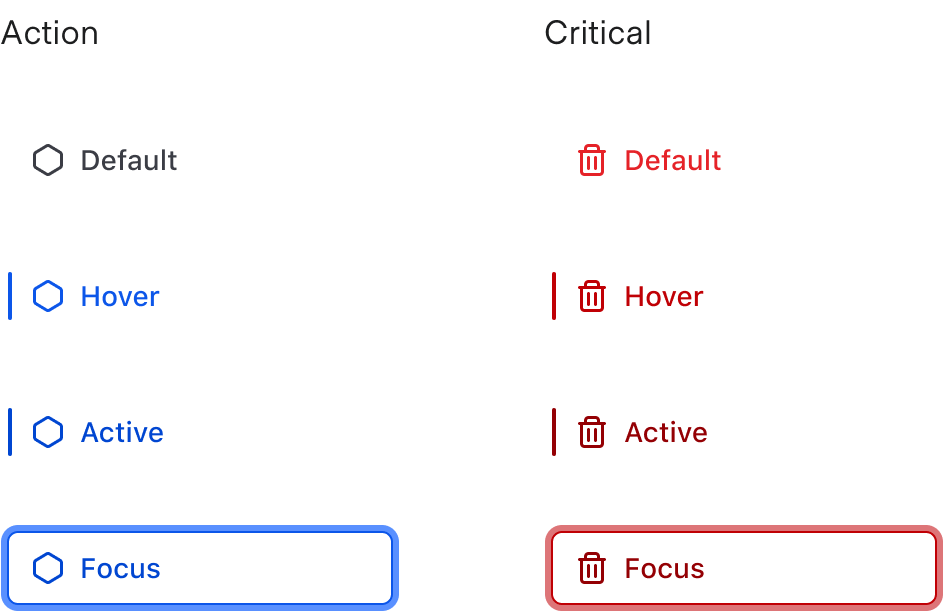 Action
Critical
Default
Default
Hover
Hover
Active
Active
Focus
Focus